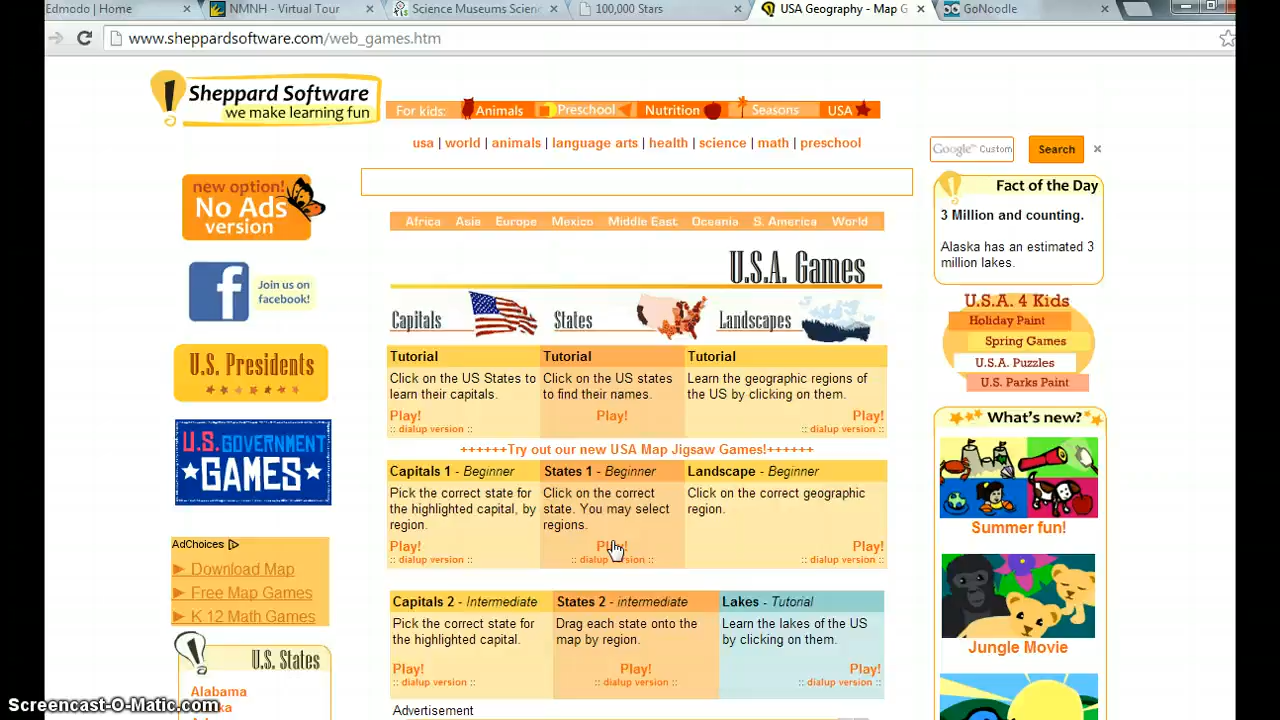 Edmodo | Home
NMNH - Virtual Tour
Science Museums Scienc
100,000 Stars
USA Geography - Map G
GoNoodle
www.sheppardsoftware.com/web_games.htm
Sheppard Software
we make learning fun
For kids: Animals Preschool Nutrition Seasons USA
usa | world | animals | language arts | health | science | math | preschool
Google™ Custom
Search
new option!
No Ads
version
Fact of the Day
3 Million and counting.
Alaska has an estimated 3
million lakes.
Africa Asia Europe Mexico Middle East Oceania S. America World
U.S.A. Games
f
Join us on
facebook!
Capitals States Landscapes
U.S.A. 4 Kids
Holiday Paint
Spring Games
U.S.A. Puzzles
U.S. Parks Paint
U.S. Presidents
Tutorial
Click on the US States to
learn their capitals.
Play!
:: dialup version ::
Tutorial
Click on the US states
to find their names.
Play!
Tutorial
Learn the geographic regions of
the US by clicking on them.
Play!
:: dialup version ::
U.S. GOVERNMENT
GAMES
++++++Try out our new USA Map Jigsaw Games!++++++
What's new?
Summer fun!
Jungle Movie
Capitals 1 - Beginner
Pick the correct state for
the highlighted capital, by
region.
Play!
:: dialup version ::
States 1 - Beginner
Click on the correct
state. You may select
regions.
:: dialup version ::
Landscape - Beginner
Click on the correct geographic
region.
Play!
:: dialup version ::
AdChoices
Download Map
Free Map Games
K 12 Math Games
Capitals 2 - Intermediate
Pick the correct state for
the highlighted capital.
Play!
:: dialup version ::
States 2 - intermediate
Drag each state onto the
map by region.
Play!
:: dialup version ::
Lakes - Tutorial
Learn the lakes of the US
by clicking on them.
Play!
:: dialup version ::
U.S. States
Alabama
Advertisement
Screencast-O-Matic.com